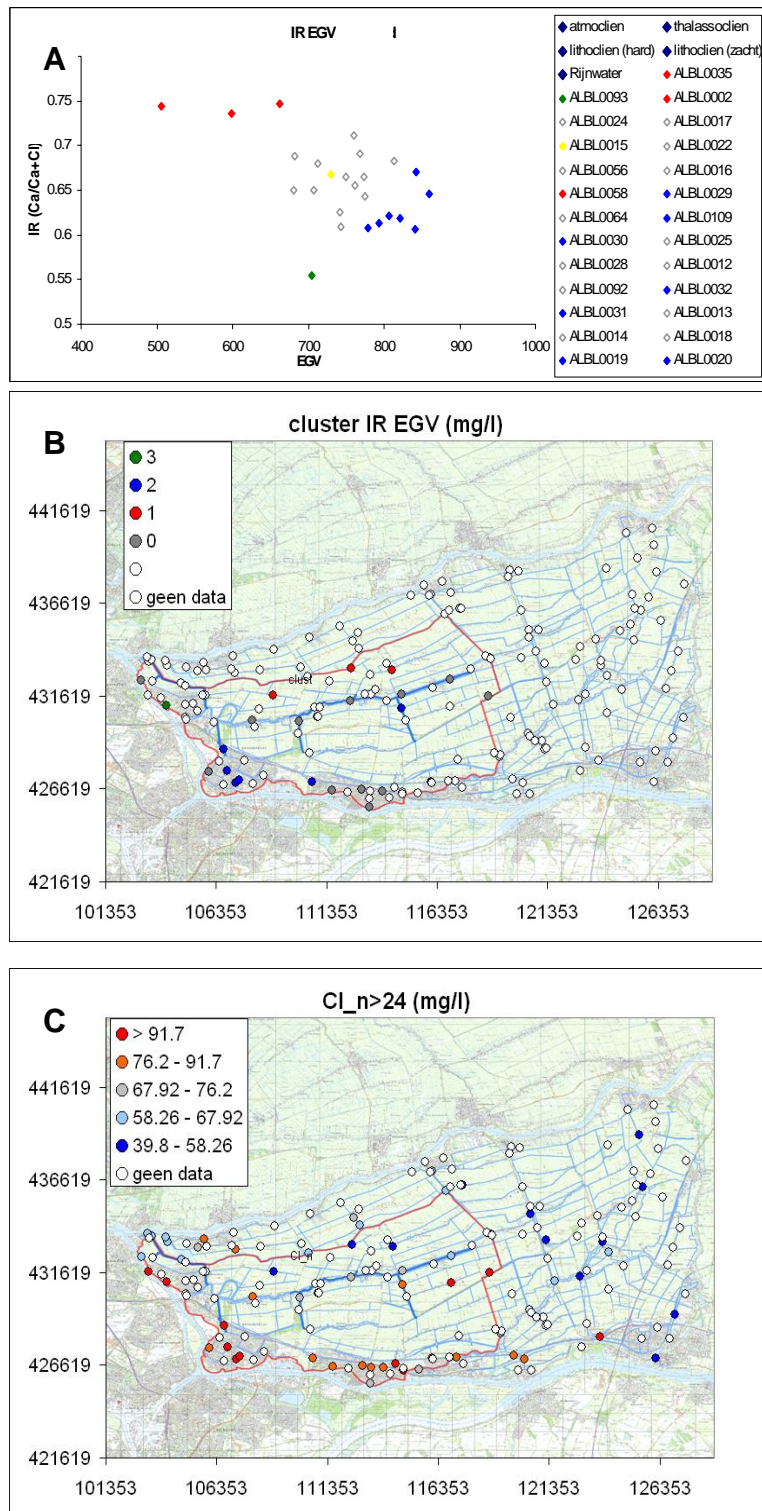 A
IR EGV
IR (Ca/Ca+Cl)
0.75
0.7
0.65
0.6
0.55
0.5
400
500
600
700
800
900
1000
EGV
atmoclien
thalassoclien
lithoclien (hard)
lithoclien (zacht)
Rijnwater
ALBL0035
ALBL0093
ALBL0002
ALBL0024
ALBL0017
ALBL0015
ALBL0022
ALBL0056
ALBL0016
ALBL0058
ALBL0029
ALBL0064
ALBL0109
ALBL0030
ALBL0025
ALBL0028
ALBL0012
ALBL0092
ALBL0032
ALBL0031
ALBL0013
ALBL0014
ALBL0018
ALBL0019
ALBL0020
B
cluster IR EGV (mg/l)
3
2
1
0
geen data
clust
441619
436619
431619
426619
421619
101353
106353
111353
116353
121353
126353
C
Cl_n>24 (mg/l)
> 91.7
76.2 - 91.7
67.92 - 76.2
58.26 - 67.92
39.8 - 58.26
geen data
Cl_n
441619
436619
431619
426619
421619
101353
106353
111353
116353
121353
126353